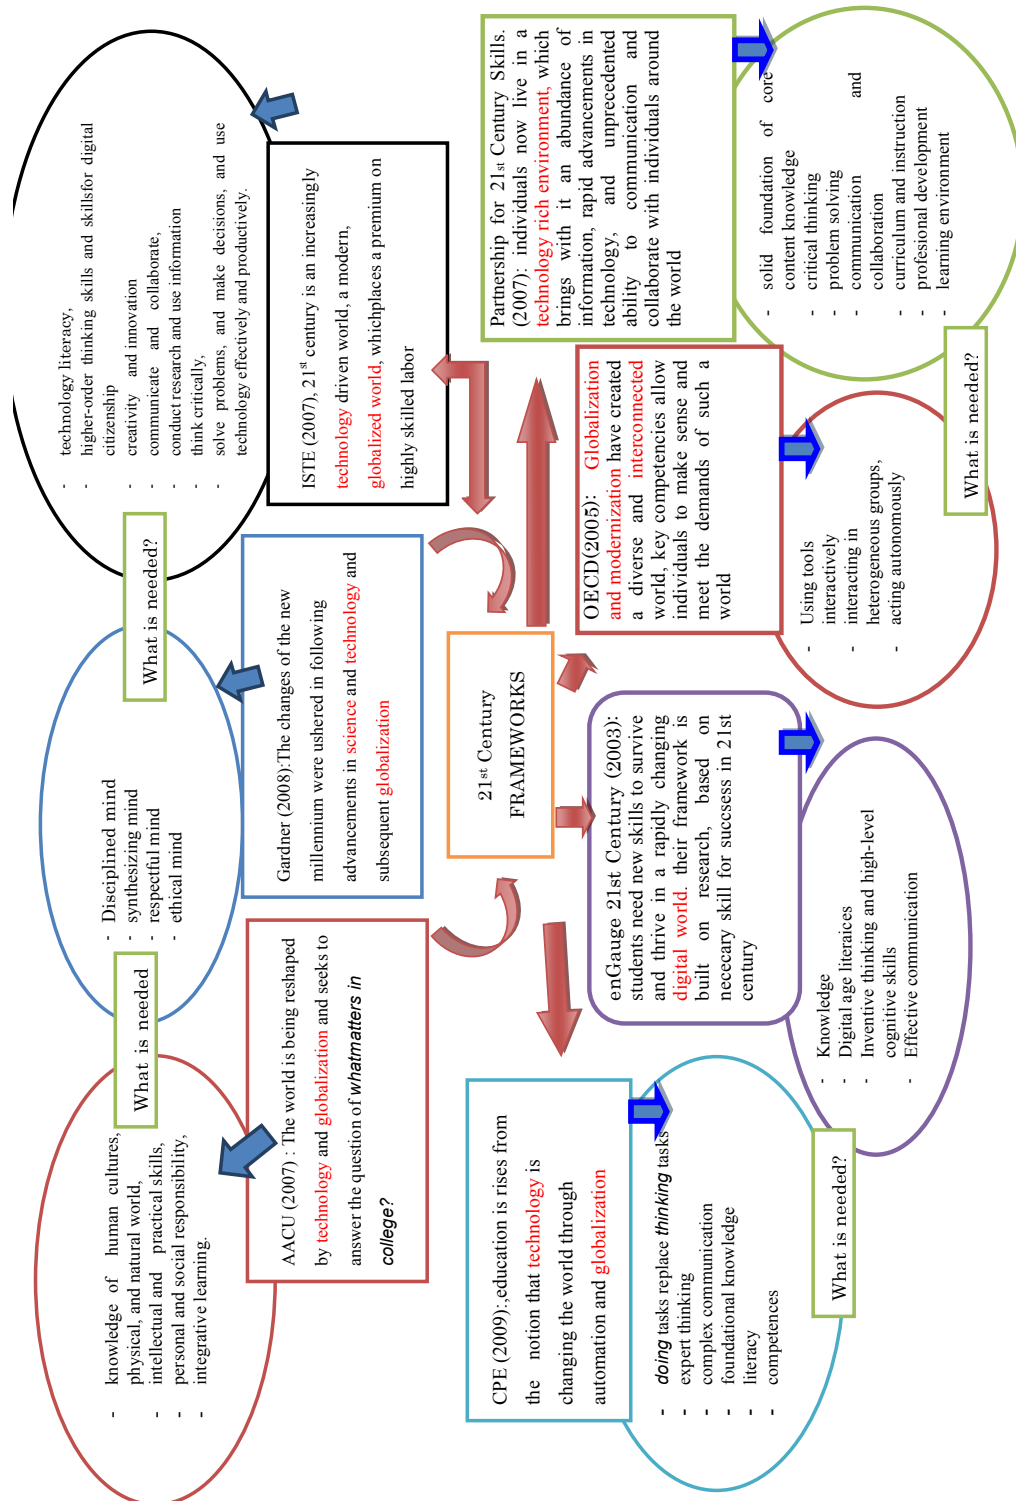 knowledge of human cultures,
physical, and natural world,
- intellectual and practical skills,
- personal and social responsibility,
- integrative learning.
What is needed
- Disciplined mind
- synthesizing mind
- respectful mind
- ethical mind
What is needed?
- technology literacy,
- higher-order thinking skills and skillsfor digital
citizenship
- creativity and innovation
- communicate and collaborate,
- conduct research and use information
- think critically,
- solve problems, and make decisions, and use
technology effectively and productively.
AACU (2007) : The world is being reshaped
by technology and globalization and seeks to
answer the question of whatmatters in
college?
Gardner (2008):The changes of the new
millennium were ushered in following
advancements in science and technology and
subsequent globalization
ISTE (2007), 21st century is an increasingly
technology driven world, a modern,
globalized world, whichplaces a premium on
highly skilled labor
21st Century
FRAMEWORKS
CPE (2009):,education is rises from
the notion that technology is
changing the world through
automation and globalization
enGauge 21st Century (2003):
students need new skills to survive
and thrive in a rapidly changing
digital world. their framework is
built on research, based on
nececary skill for suscess in 21st
century
OECD(2005): Globalization
and modernization have created
a diverse and interconnected
world, key competencies allow
individuals to make sense and
meet the demands of such a
world
Partnership for 21st Century Skills.
(2007): individuals now live in a
technology rich environment, which
brings with it an abundance of
information, rapid advancements in
technology, and unprecedented
ability to communication and
collaborate with individuals around
the world
- doing tasks replace thinking tasks
- expert thinking
- complex communication
- foundational knowledge
- literacy
- competences
What is needed?
- Knowledge
- Digital age literaices
- Inventive thinking and high-level
cognitive skills
- Effective communication
- Using tools
interactively
- interacting in
heterogeneous groups,
- acting autonomously
What is needed?
- solid foundation of core
content knowledge
- critical thinking
- problem solving
- communication and
collaboration
- curriculum and instruction
- profesional development
- learning environment